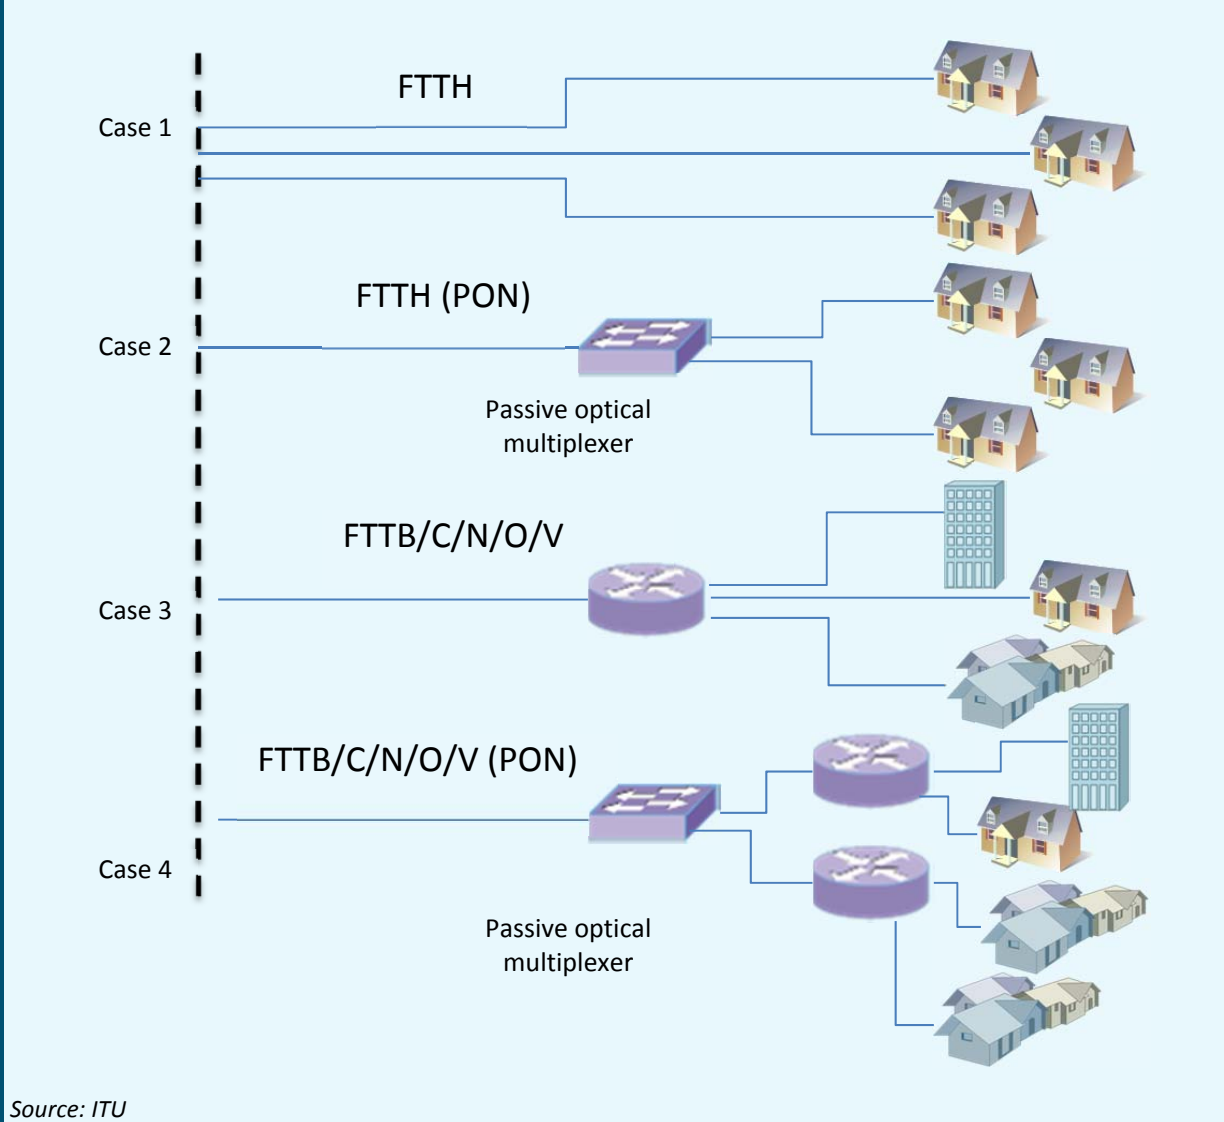 FTTH
Case 1
FTTH (PON)
Case 2
Passive optical
multiplexer
FTTB/C/N/O/V
Case 3
FTTB/C/N/O/V (PON)
Case 4
Passive optical
multiplexer
Source: ITU